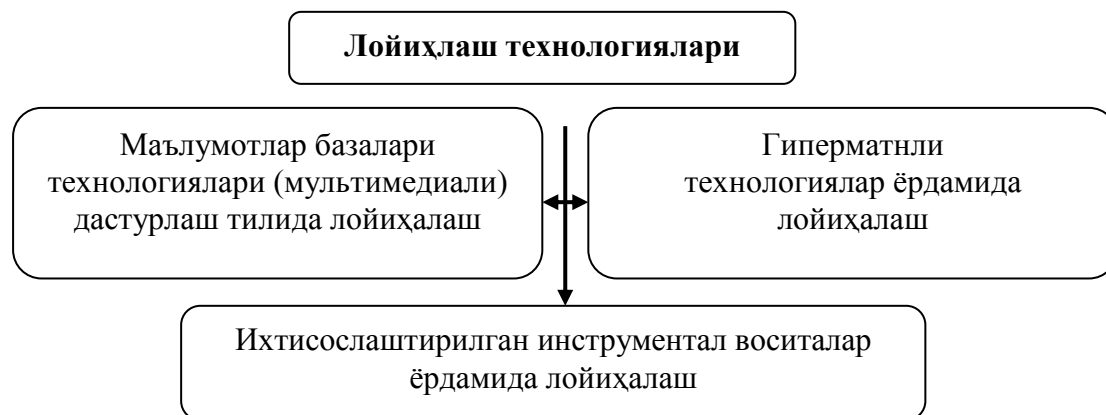 Лойиҳлаш технологиялари
Маълумотлар базалари
технологиялари (мультимедиали)
дастурлаш тилида лойиҳалаш
Гиперматнли
технологиялар ёрдамида
лойиҳалаш
Ихтисослаштирилган инструментал воситалар
ёрдамида лойиҳалаш